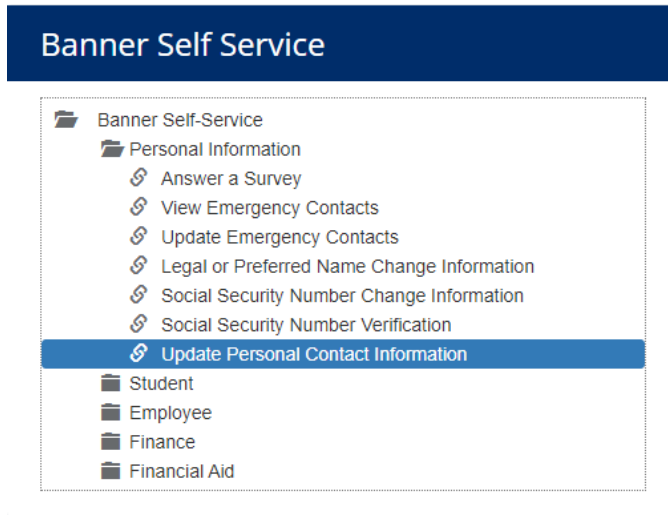 Banner Self Service
Banner Self-Service
Personal Information
Answer a Survey
View Emergency Contacts
Update Emergency Contacts
Legal or Preferred Name Change Information
Social Security Number Change Information
Social Security Number Verification
Update Personal Contact Information
Student
Employee
Finance
Financial Aid